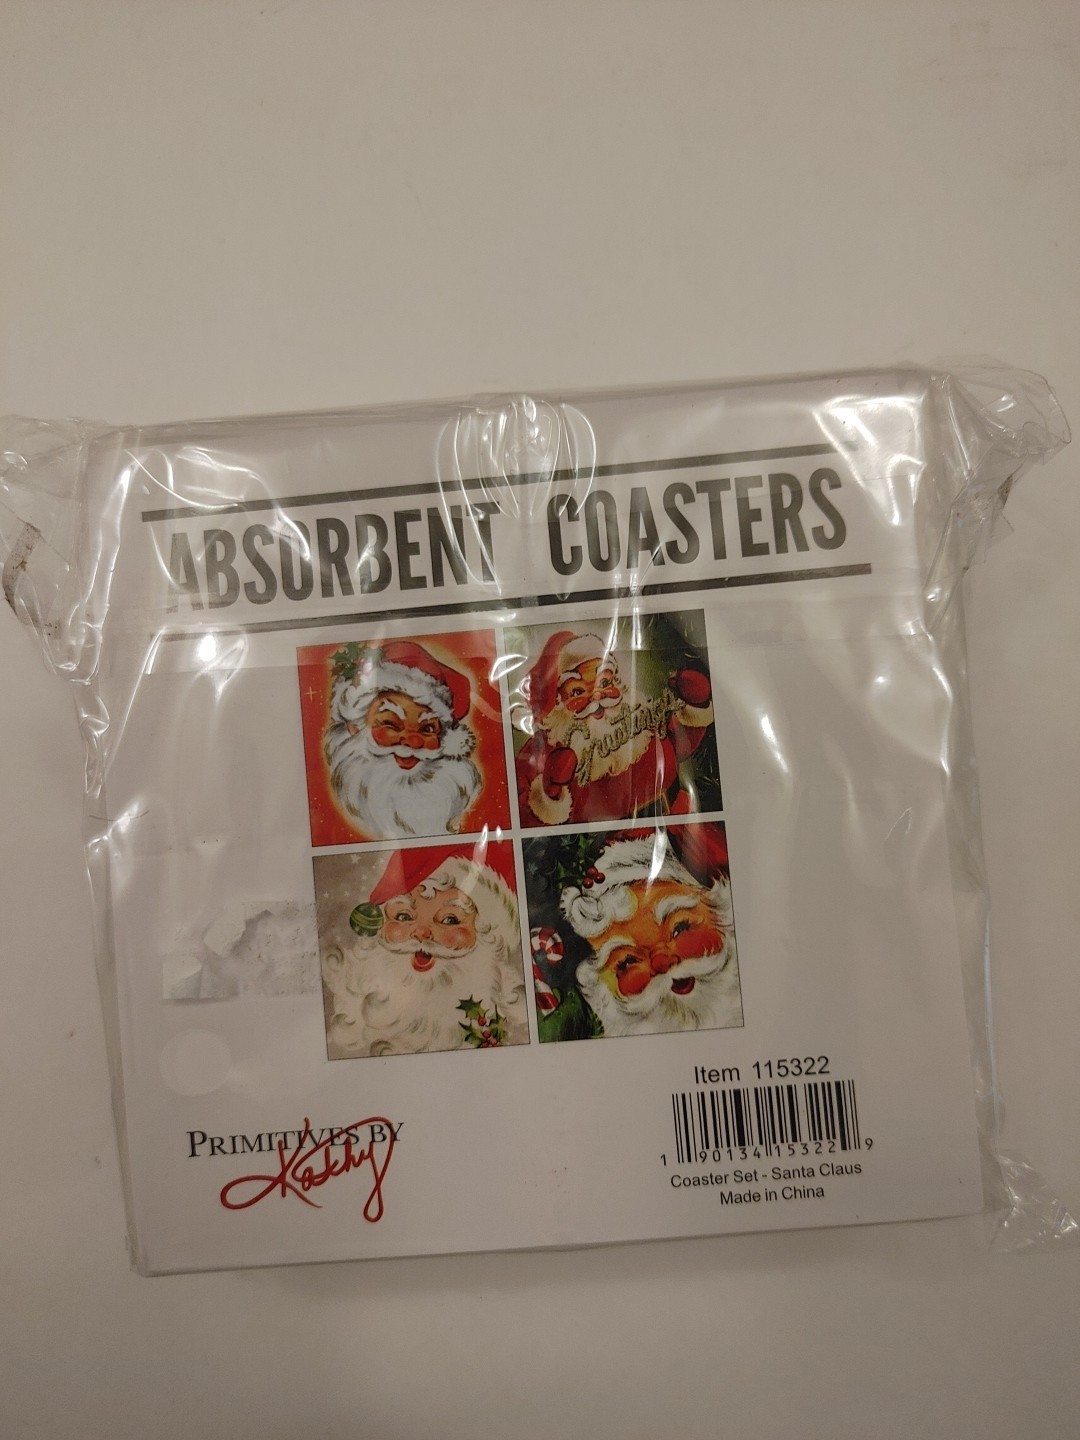 ABSORBENT COASTERS
Greetings
Item 115322
1 90134 15322 9
Coaster Set - Santa Claus
Made in China
PRIMITIVES BY
Kathy